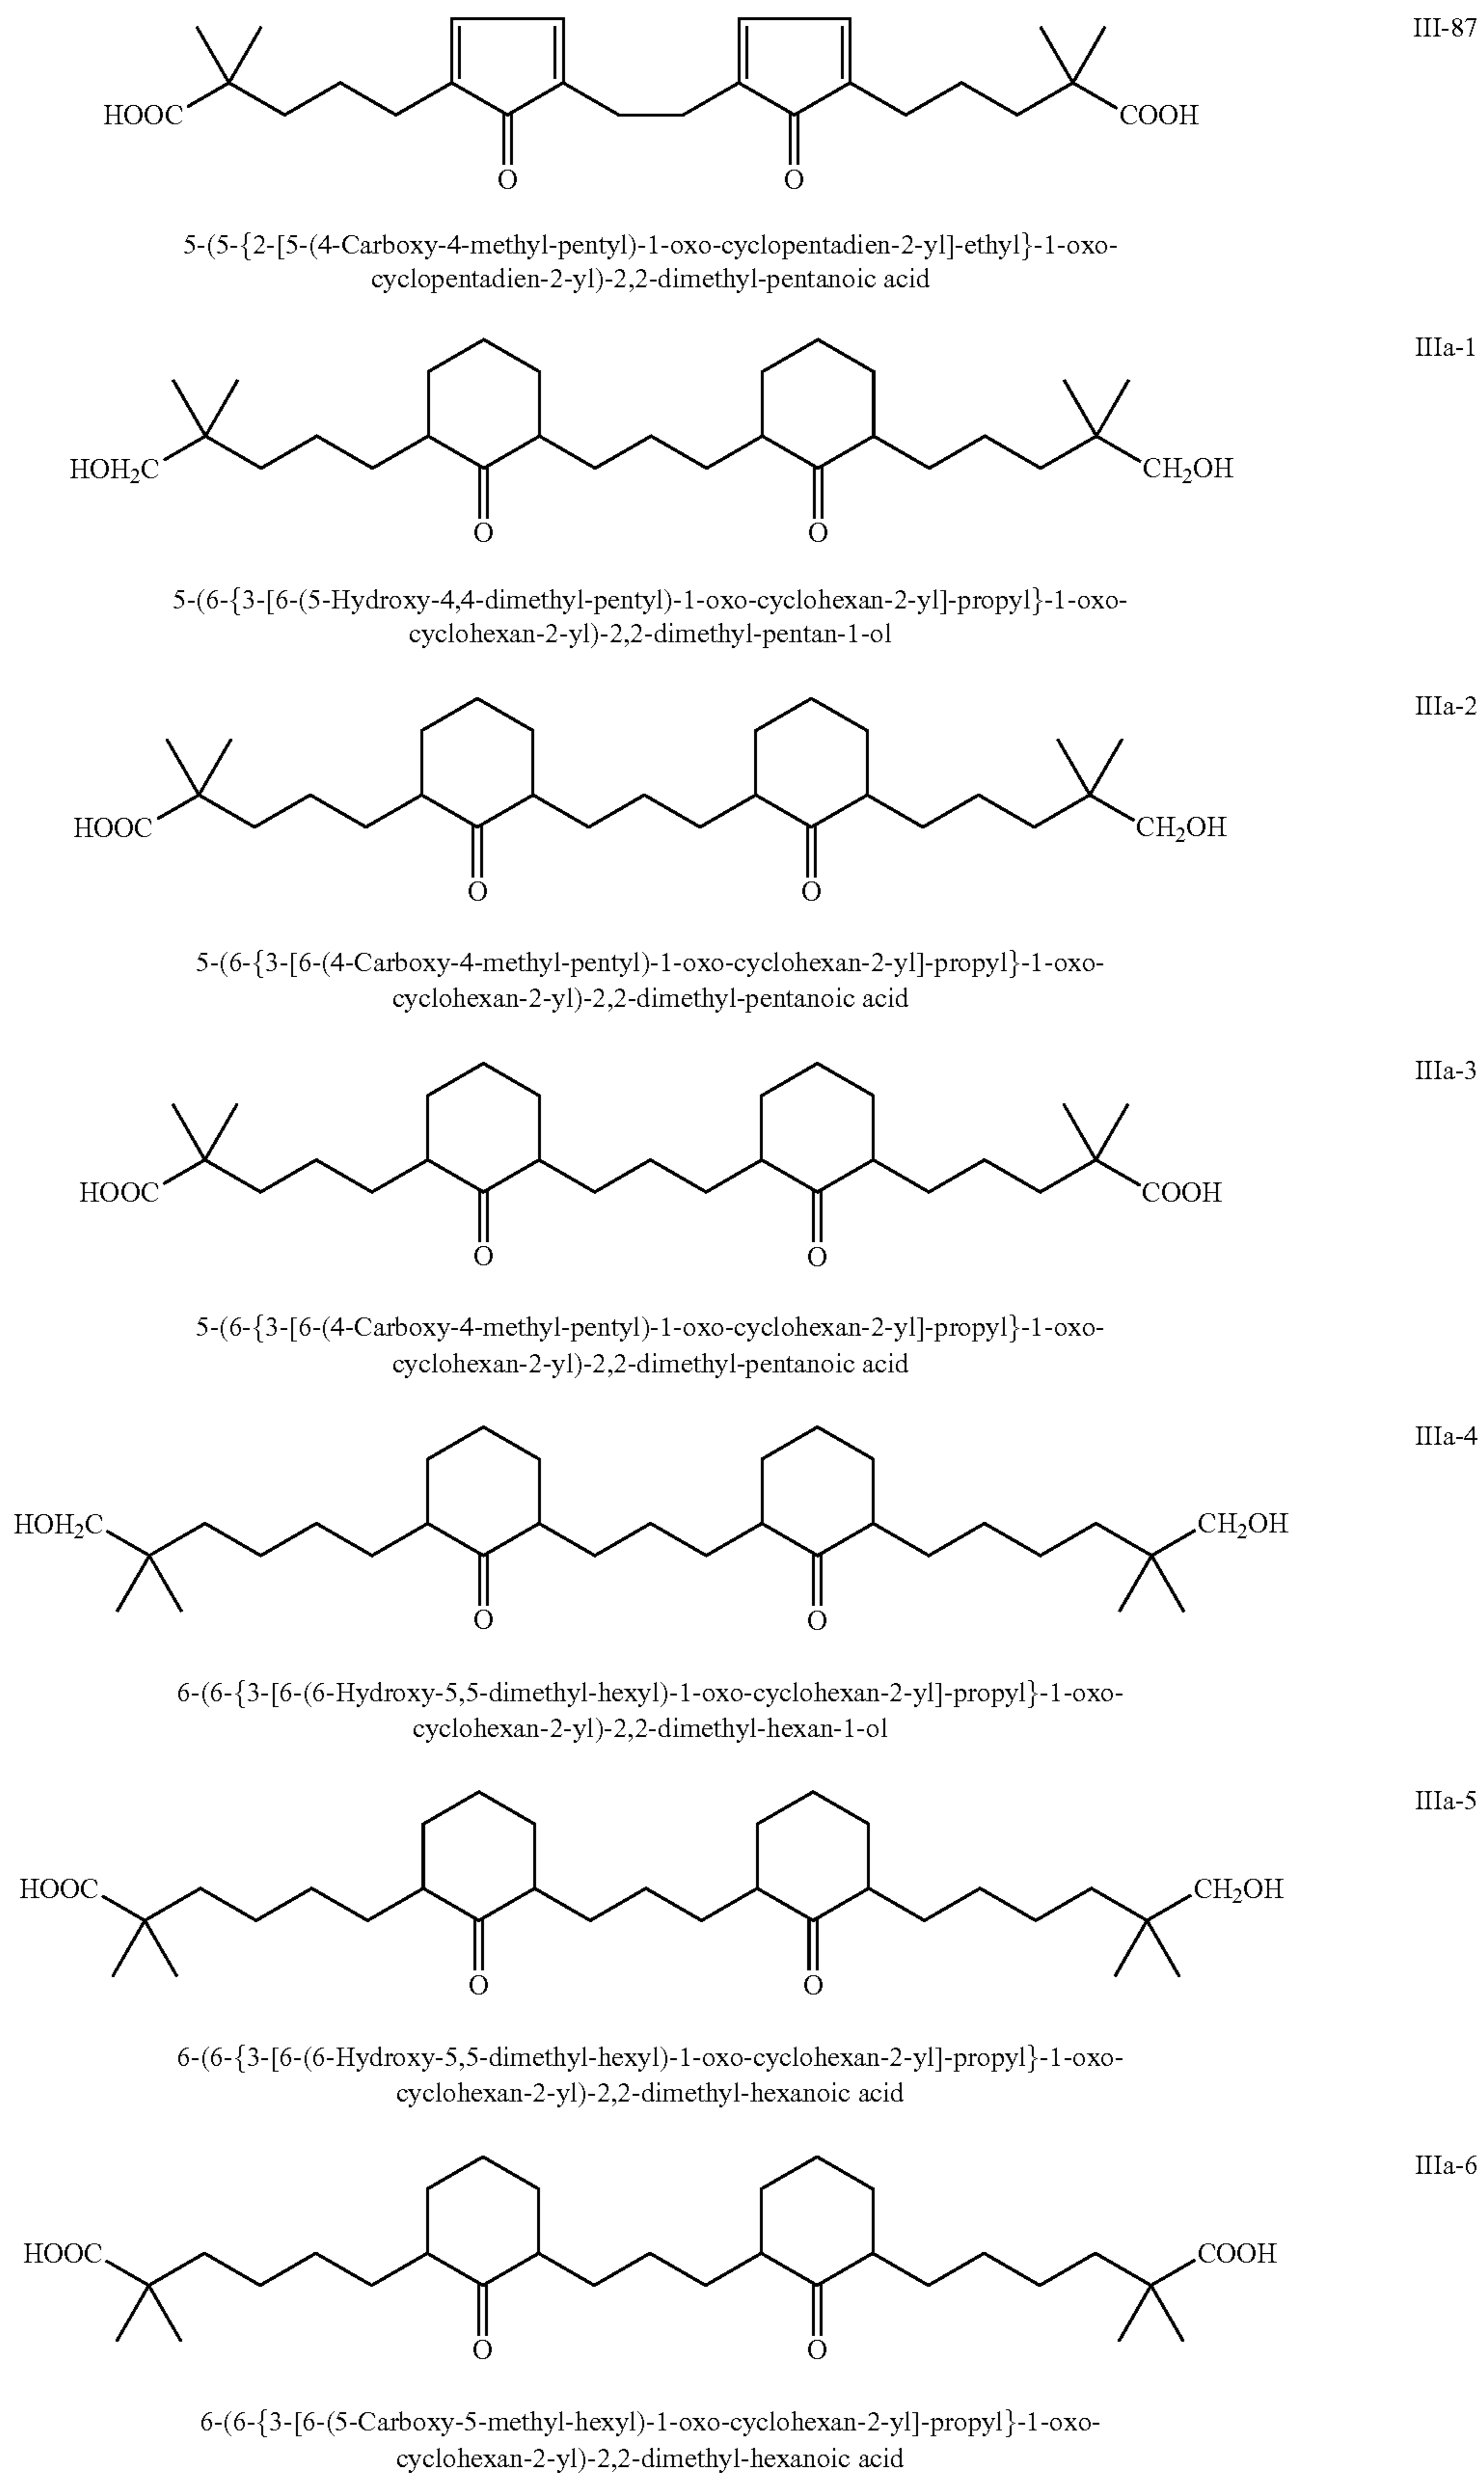 III-87
HOOC COOH
O O
5-(5-{2-[5-(4-Carboxy-4-methyl-pentyl)-1-oxo-cyclopentadien-2-yl]-ethyl}-1-oxo-
cyclopentadien-2-yl)-2,2-dimethyl-pentanoic acid
IIIa-1
HOH₂C CH₂OH
O O
5-(6-{3-[6-(5-Hydroxy-4,4-dimethyl-pentyl)-1-oxo-cyclohexan-2-yl]-propyl}-1-oxo-
cyclohexan-2-yl)-2,2-dimethyl-pentan-1-ol
IIIa-2
HOOC CH₂OH
O O
5-(6-{3-[6-(4-Carboxy-4-methyl-pentyl)-1-oxo-cyclohexan-2-yl]-propyl}-1-oxo-
cyclohexan-2-yl)-2,2-dimethyl-pentanoic acid
IIIa-3
HOOC COOH
O O
5-(6-{3-[6-(4-Carboxy-4-methyl-pentyl)-1-oxo-cyclohexan-2-yl]-propyl}-1-oxo-
cyclohexan-2-yl)-2,2-dimethyl-pentanoic acid
IIIa-4
HOH₂C CH₂OH
O O
6-(6-{3-[6-(6-Hydroxy-5,5-dimethyl-hexyl)-1-oxo-cyclohexan-2-yl]-propyl}-1-oxo-
cyclohexan-2-yl)-2,2-dimethyl-hexan-1-ol
IIIa-5
HOOC CH₂OH
O O
6-(6-{3-[6-(6-Hydroxy-5,5-dimethyl-hexyl)-1-oxo-cyclohexan-2-yl]-propyl}-1-oxo-
cyclohexan-2-yl)-2,2-dimethyl-hexanoic acid
IIIa-6
HOOC COOH
O O
6-(6-{3-[6-(5-Carboxy-5-methyl-hexyl)-1-oxo-cyclohexan-2-yl]-propyl}-1-oxo-
cyclohexan-2-yl)-2,2-dimethyl-hexanoic acid